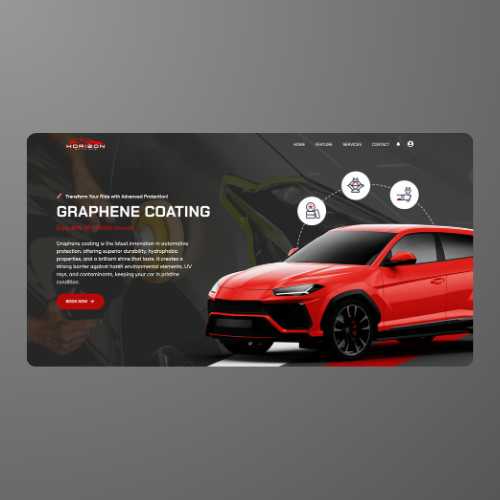 HORIZON
HOME FEATURE SERVICES CONTACT
Transform Your Ride with Advanced Protection!
GRAPHENE COATING
Graphene coating is the latest innovation in automotive
protection, offering superior durability, hydrophobic
properties, and a brilliant shine that lasts. It creates a
strong barrier against harsh environmental elements, UV
rays, and contaminants, keeping your car in pristine
condition.
BOOK NOW →